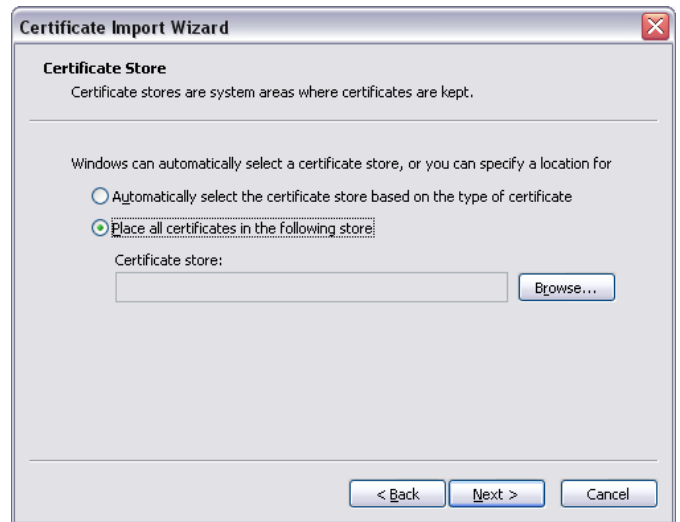 Certificate Import Wizard
Certificate Store
Certificate stores are system areas where certificates are kept.
Windows can automatically select a certificate store, or you can specify a location for
Automatically select the certificate store based on the type of certificate
Place all certificates in the following store
Certificate store:
Browse...
< Back Next > Cancel